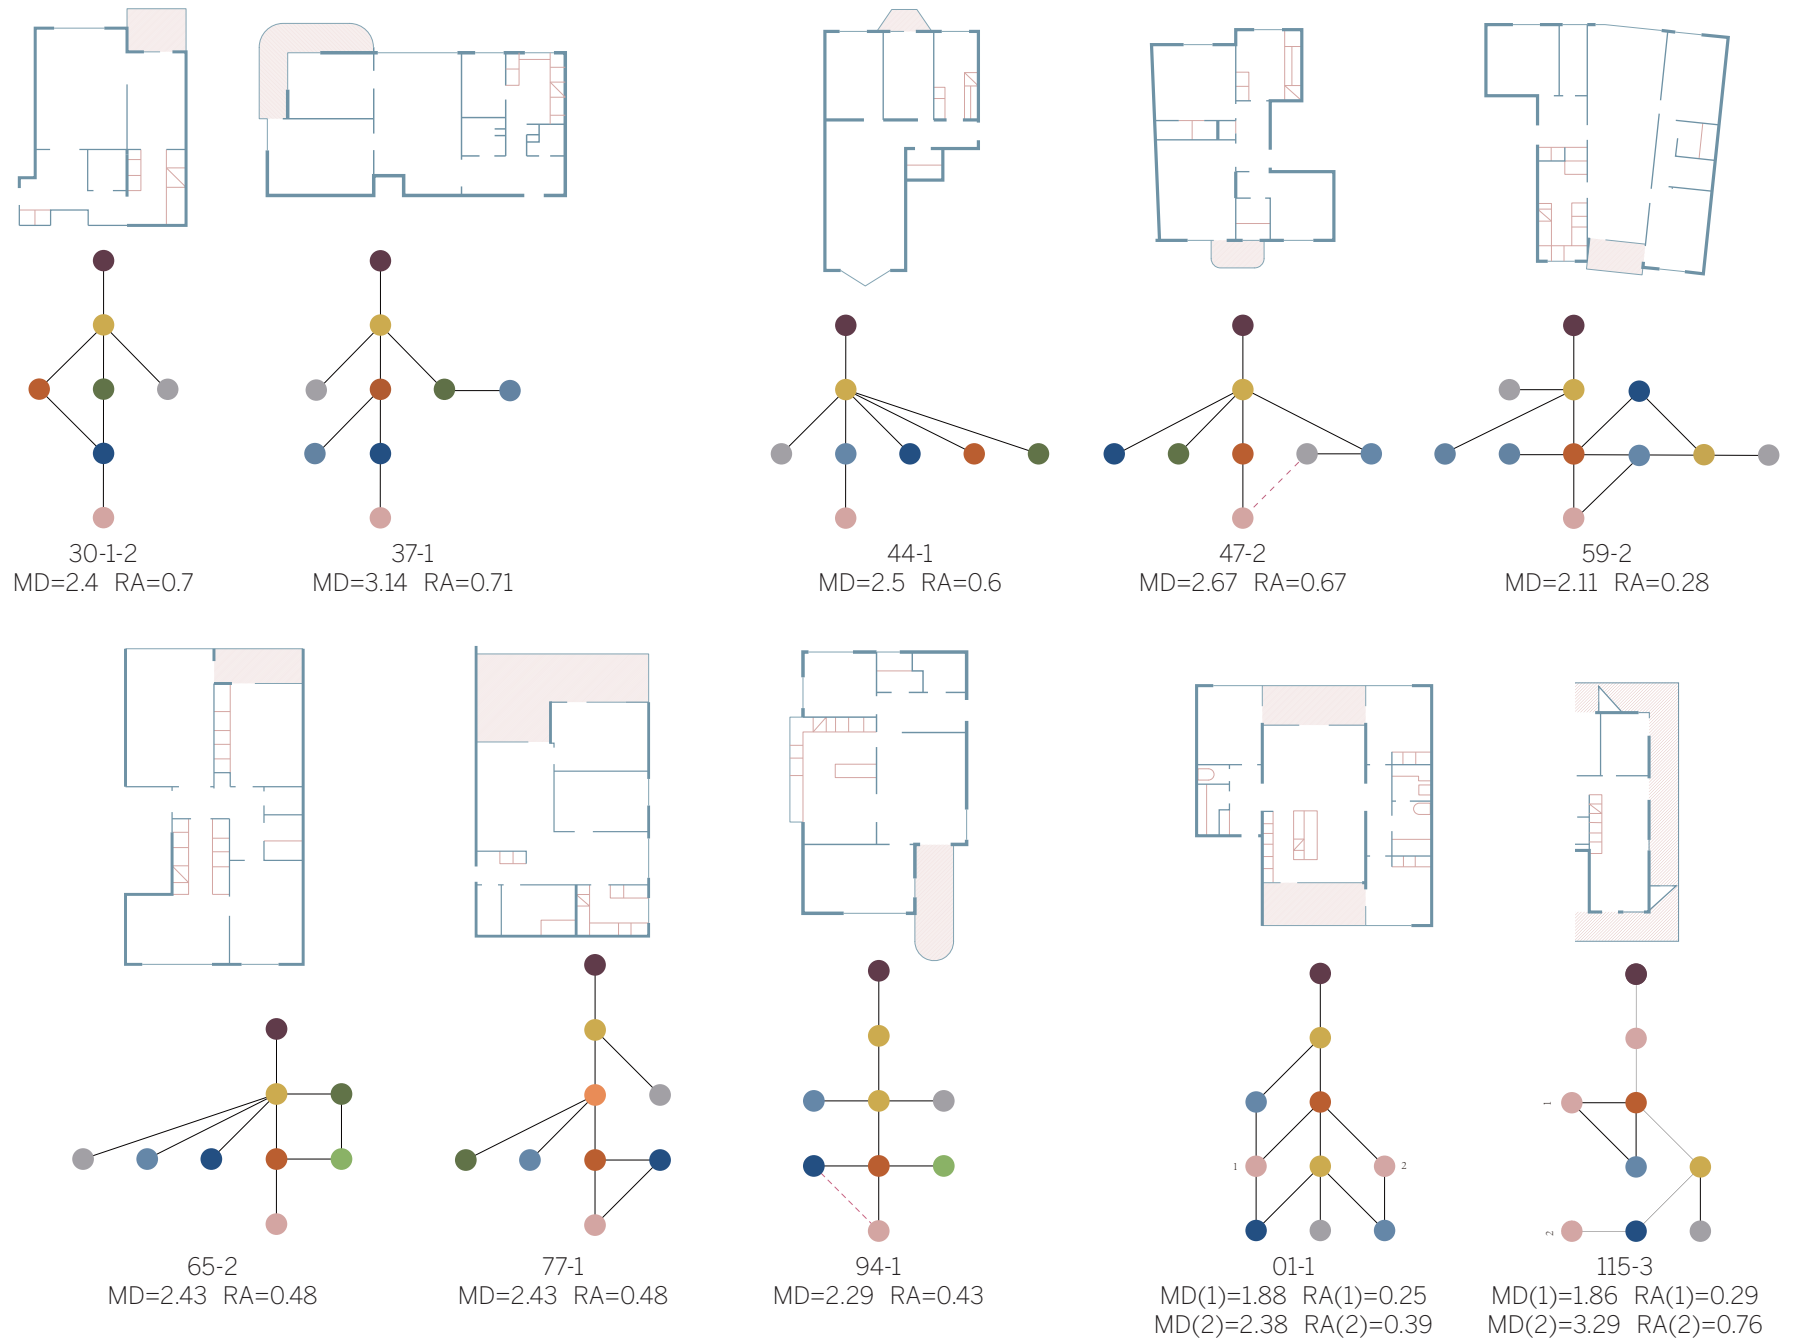 30-1-2
MD=2.4 RA=0.7
37-1
MD=3.14 RA=0.71
44-1
MD=2.5 RA=0.6
47-2
MD=2.67 RA=0.67
59-2
MD=2.11 RA=0.28
1
2
1
2
65-2
MD=2.43 RA=0.48
77-1
MD=2.43 RA=0.48
94-1
MD=2.29 RA=0.43
01-1
MD(1)=1.88 RA(1)=0.25
MD(2)=2.38 RA(2)=0.39
115-3
MD(1)=1.86 RA(1)=0.29
MD(2)=3.29 RA(2)=0.76